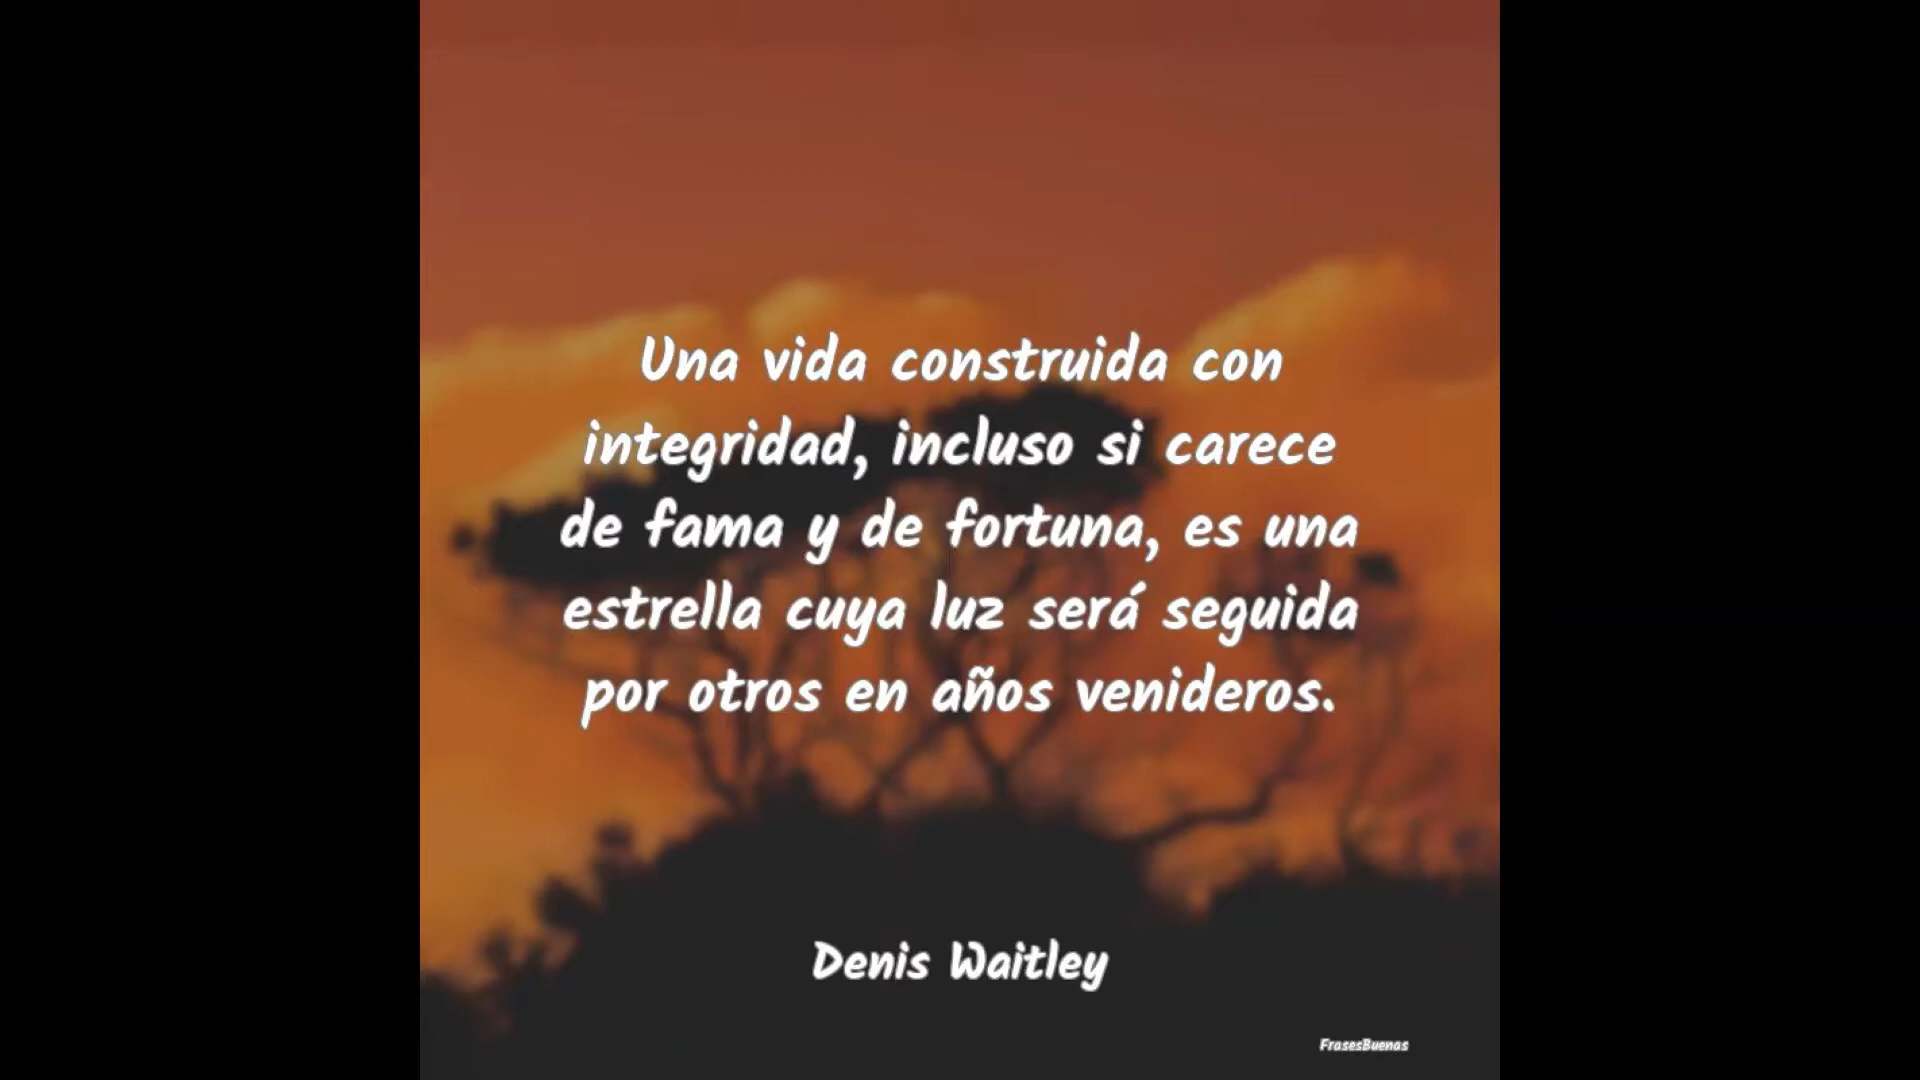 Una vida construida con
integridad, incluso si carece
de fama y de fortuna, es una
estrella cuya luz será seguida
por otros en años venideros.
Denis Waitley
FrasesBuenas